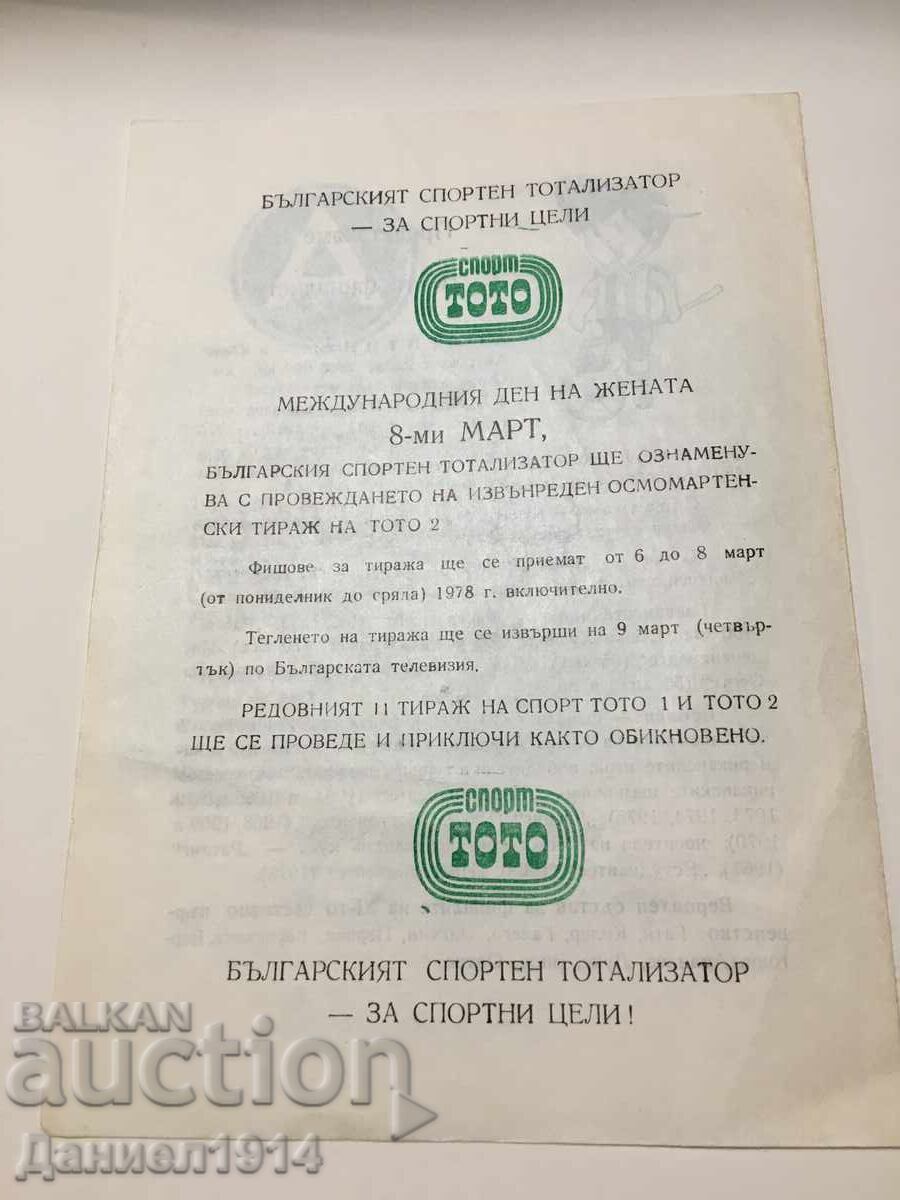 БЪЛГАРСКИЯТ СПОРТЕН ТОТАЛИЗАТОР
— ЗА СПОРТНИ ЦЕЛИ
спорт
ТОТО
МЕЖДУНАРОДНИЯ ДЕН НА ЖЕНАТА
8-ми МАРТ,
БЪЛГАРСКИЯ СПОРТЕН ТОТАЛИЗАТОР ЩЕ ОЗНАМЕНУ-
ВА С ПРОВЕЖДАНЕТО НА ИЗВЪНРЕДЕН ОСМОМАРТЕН-
СКИ ТИРАЖ НА ТОТО 2
Фишове за тиража ще се приемат от 6 до 8 март
(от пониделник до сряда) 1978 г. включително.
Тегленето на тиража ще се извърши на 9 март (четвър-
тък) по Българската телевизия.
РЕДОВНИЯТ 11 ТИРАЖ НА СПОРТ ТОТО 1 И ТОТО 2
ЩЕ СЕ ПРОВЕДЕ И ПРИКЛЮЧИ КАКТО ОБИКНОВЕНО.
спорт
ТОТО
БЪЛГАРСКИЯТ СПОРТЕН ТОТАЛИЗАТОР
— ЗА СПОРТНИ ЦЕЛИ!
BALKAN
auction
Даниел1914